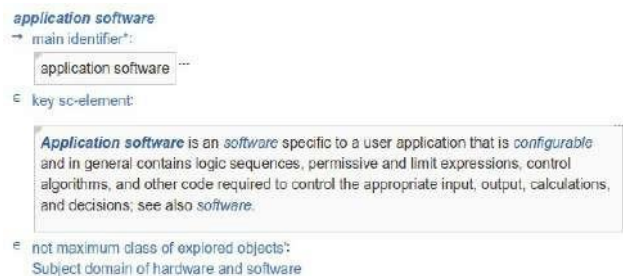 application software
→ main identifier*:
application software ...
∈ key sc-element:
...
Application software is an software specific to a user application that is configurable
and in general contains logic sequences, permissive and limit expressions, control
algorithms, and other code required to control the appropriate input, output, calculations,
and decisions; see also software.
∈ not maximum class of explored objects':
Subject domain of hardware and software